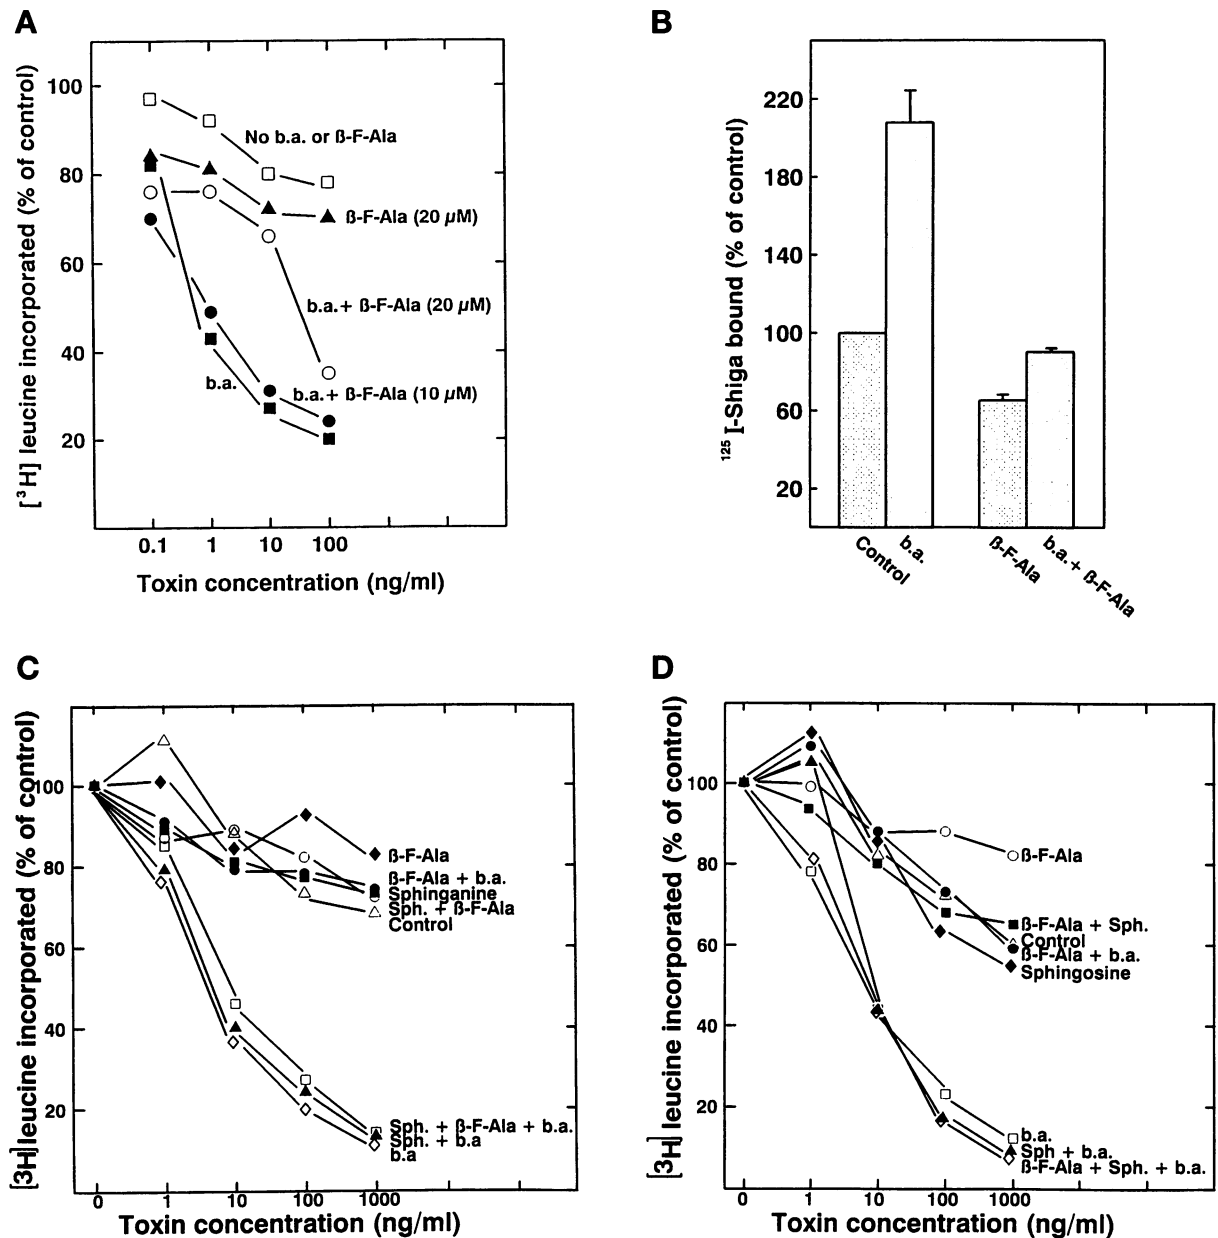 A
[³H] leucine incorporated (% of control)
100
80
60
40
20
No b.a. or ß-F-Ala
ß-F-Ala (20 µM)
b.a.+ ß-F-Ala (20 µM)
b.a.
b.a.+ ß-F-Ala (10 µM)
0.1 1 10 100
Toxin concentration (ng/ml)
B
¹²⁵I-Shiga bound (% of control)
220
180
140
100
60
20
Control
b.a.
ß-F-Ala
b.a.+ ß-F-Ala
C
[3H]leucine incorporated (% of control)
100
80
60
40
20
ß-F-Ala
ß-F-Ala + b.a.
Sphinganine
Sph. + ß-F-Ala
Control
Sph. + ß-F-Ala + b.a.
Sph. + b.a
b.a
0 1 10 100 1000
Toxin concentration (ng/ml)
D
[3H] leucine incorporated (% of control)
100
80
60
40
20
ß-F-Ala
ß-F-Ala + Sph.
Control
ß-F-Ala + b.a.
Sphingosine
b.a.
Sph + b.a.
ß-F-Ala + Sph. + b.a.
0 1 10 100 1000
Toxin concentration (ng/ml)